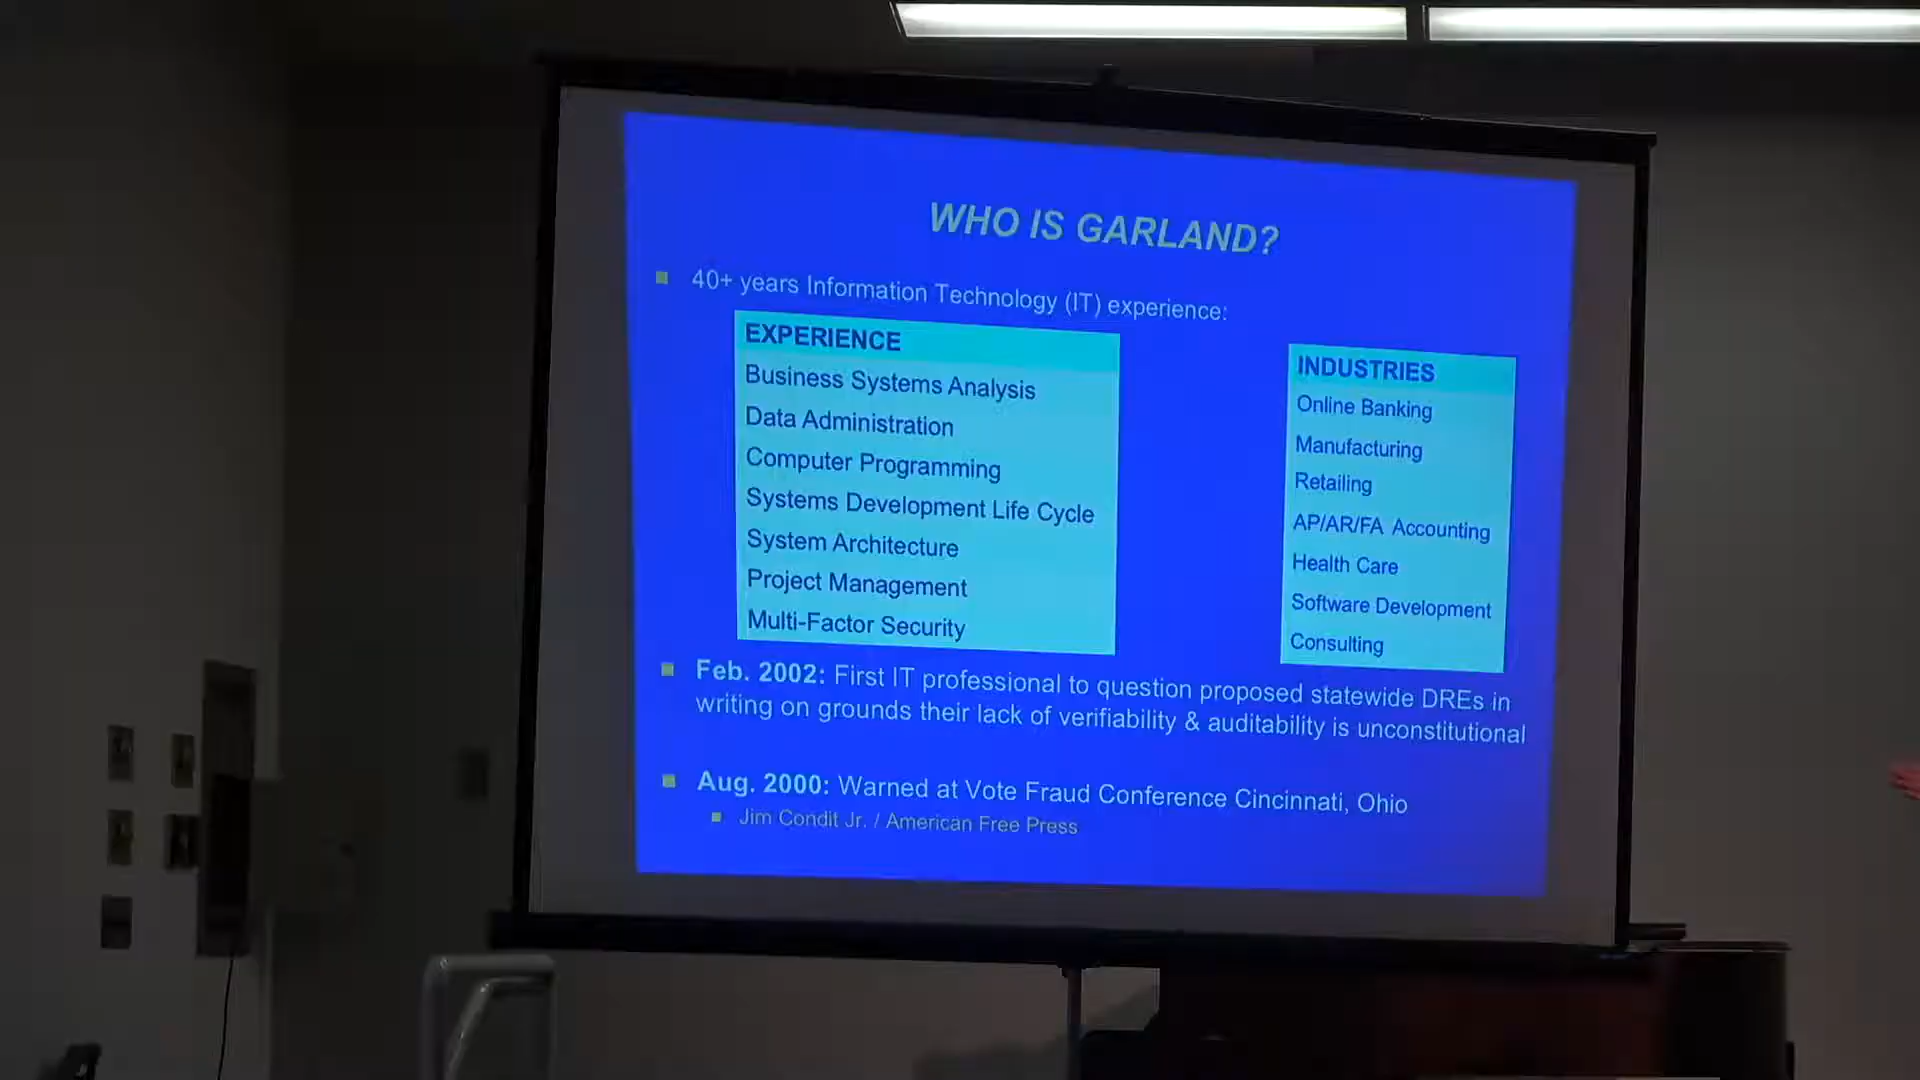 WHO IS GARLAND?
40+ years Information Technology (IT) experience:
EXPERIENCE
Business Systems Analysis
Data Administration
Computer Programming
Systems Development Life Cycle
System Architecture
Project Management
Multi-Factor Security
INDUSTRIES
Online Banking
Manufacturing
Retailing
AP/AR/FA Accounting
Health Care
Software Development
Consulting
Feb. 2002: First IT professional to question proposed statewide DREs in
writing on grounds their lack of verifiability & auditability is unconstitutional
Aug. 2000: Warned at Vote Fraud Conference Cincinnati, Ohio
Jim Condit Jr. / American Free Press